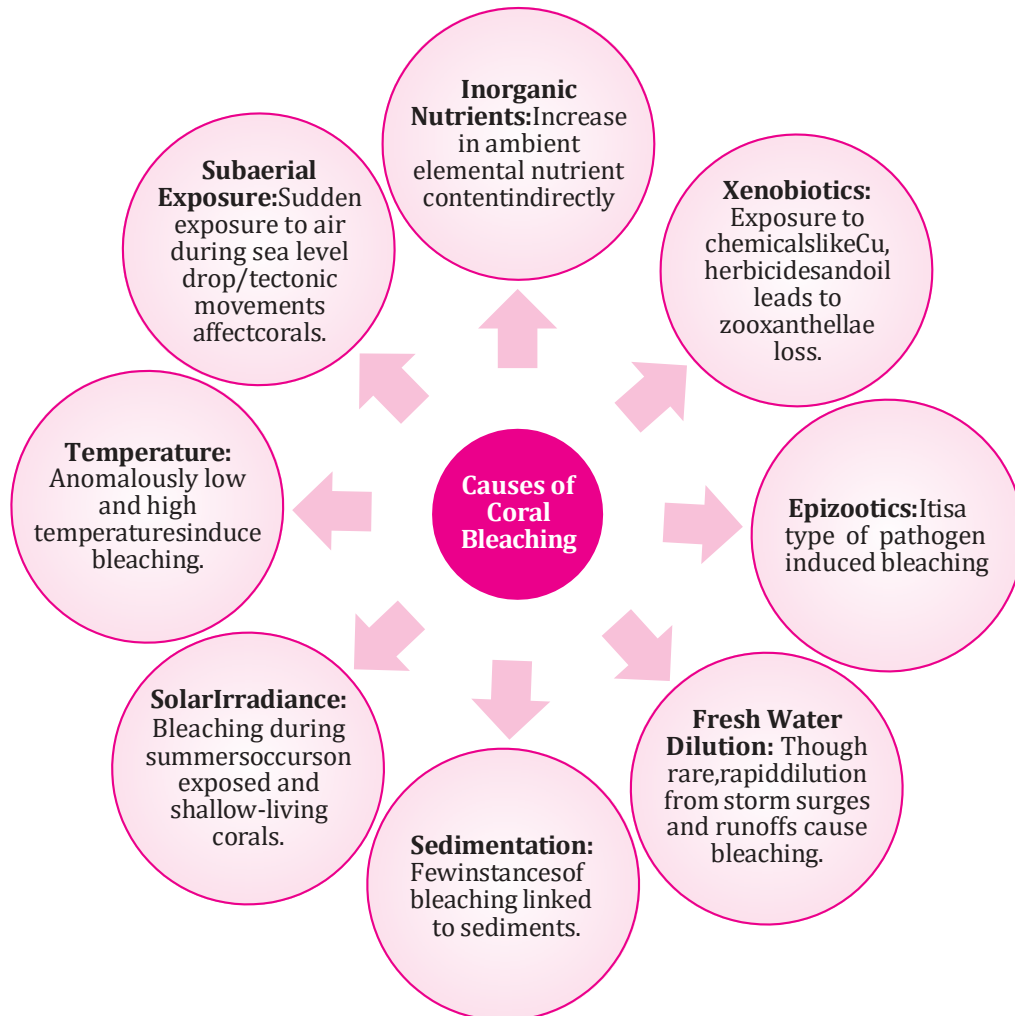 Causes of
Coral
Bleaching
Inorganic
Nutrients:Increase
in ambient
elemental nutrient
contentindirectly
Xenobiotics:
Exposure to
chemicalslikeCu,
herbicidesandoil
leads to
zooxanthellae
loss.
Epizootics:Itisa
type of pathogen
induced bleaching
Fresh Water
Dilution: Though
rare,rapiddilution
from storm surges
and runoffs cause
bleaching.
Sedimentation:
Fewinstancesof
bleaching linked
to sediments.
SolarIrradiance:
Bleaching during
summersoccurson
exposed and
shallow-living
corals.
Temperature:
Anomalously low
and high
temperaturesinduce
bleaching.
Subaerial
Exposure:Sudden
exposure to air
during sea level
drop/tectonic
movements
affectcorals.